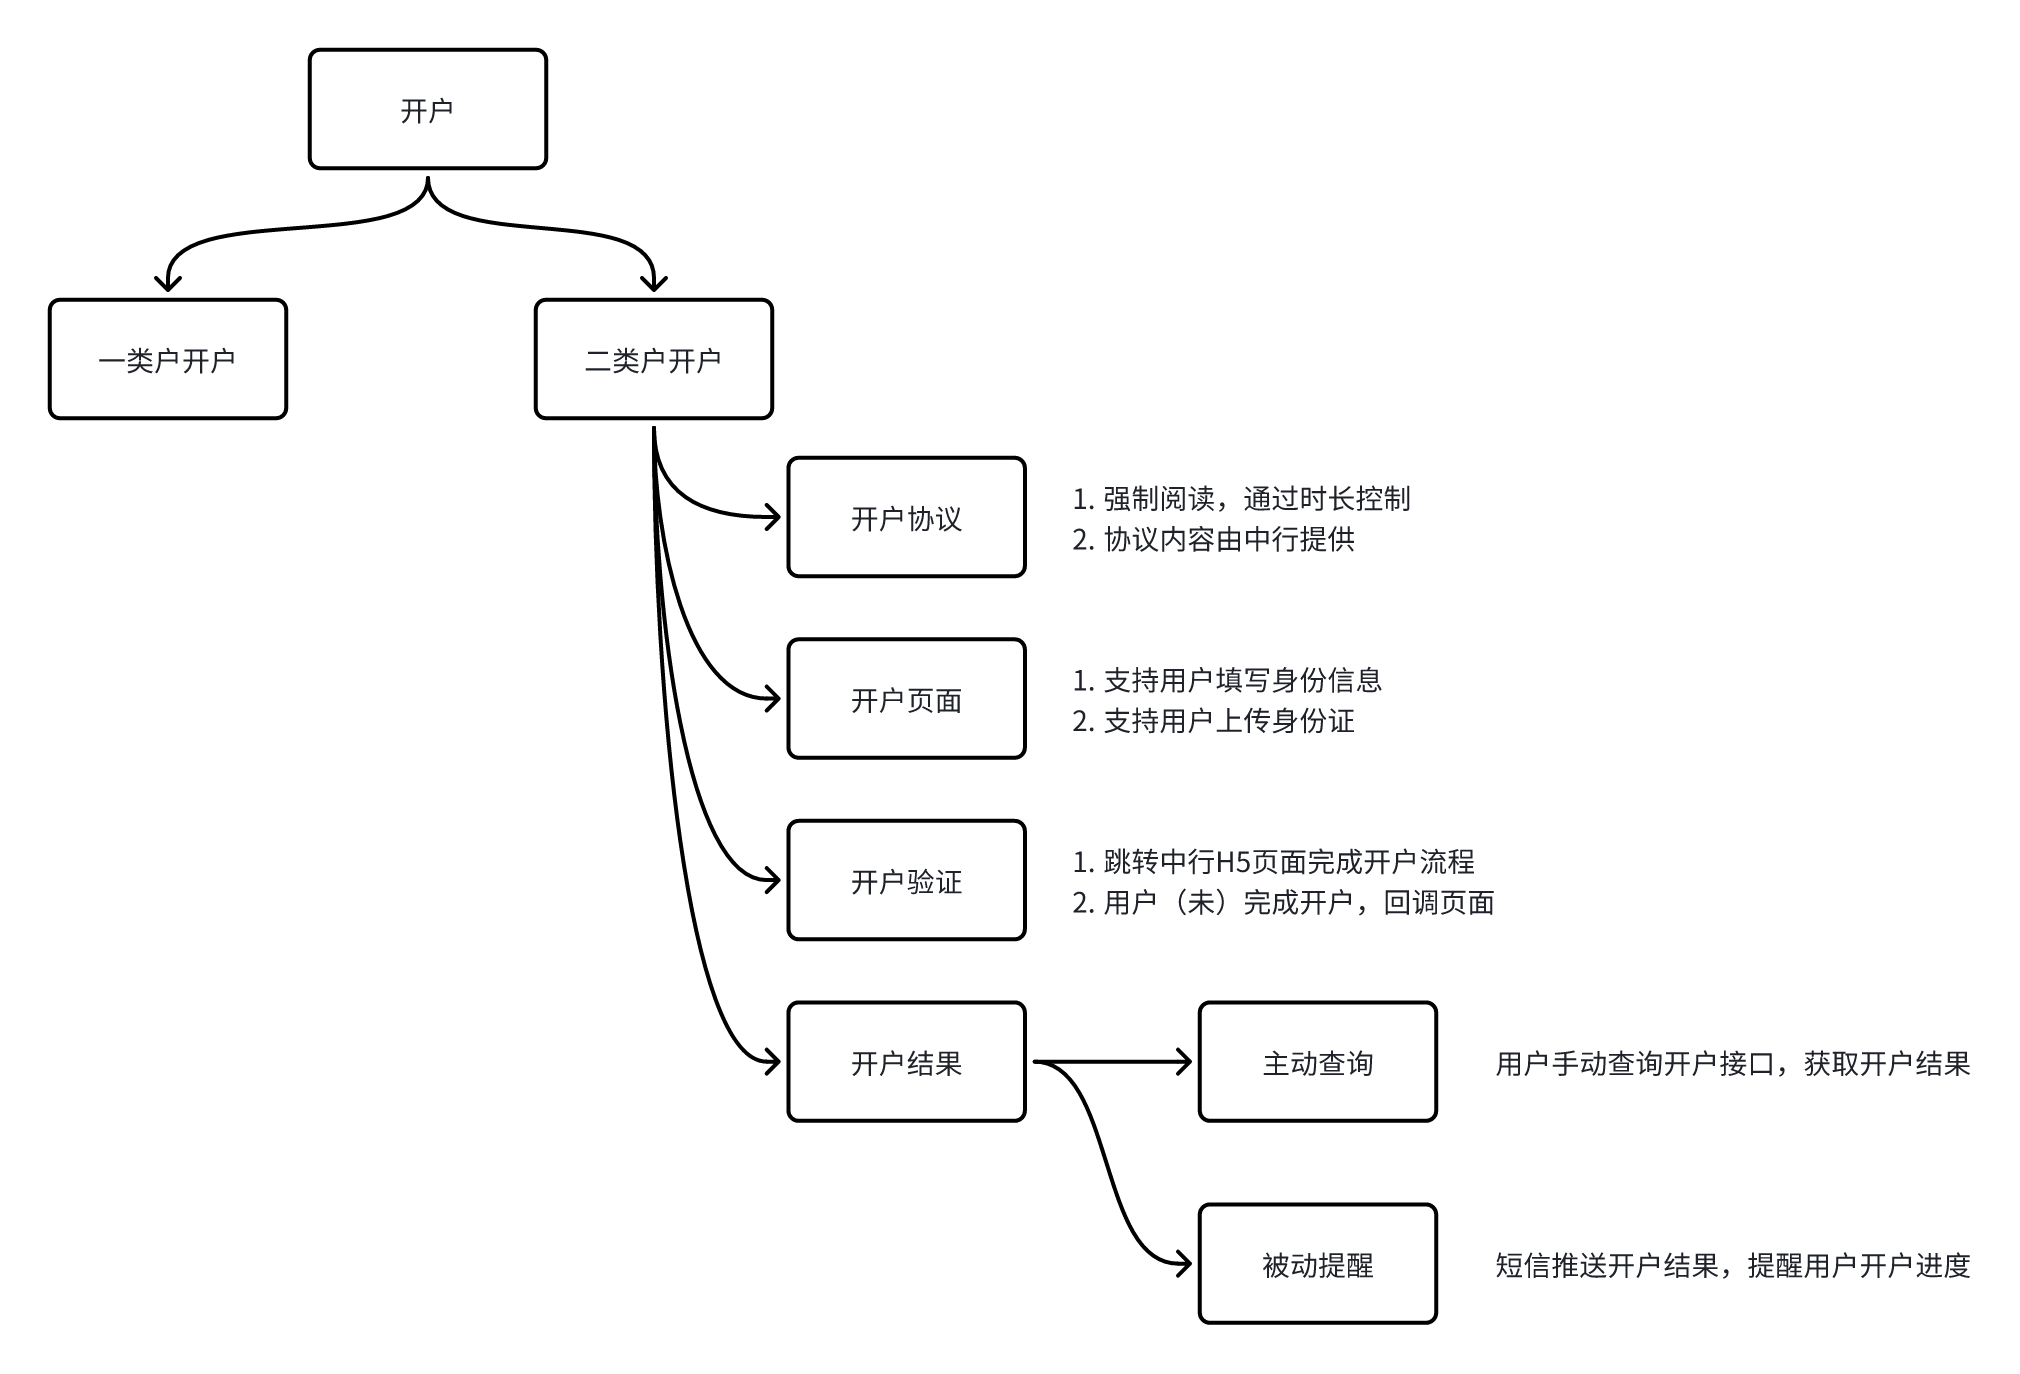 开户
一类户开户
二类户开户
开户协议
1. 强制阅读，通过时长控制
2. 协议内容由中行提供
开户页面
1. 支持用户填写身份信息
2. 支持用户上传身份证
开户验证
1. 跳转中行H5页面完成开户流程
2. 用户（未）完成开户，回调页面
开户结果
主动查询
用户手动查询开户接口，获取开户结果
被动提醒
短信推送开户结果，提醒用户开户进度